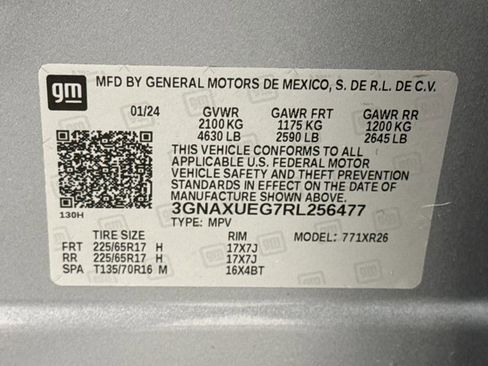 gm MFD BY GENERAL MOTORS DE MEXICO, S. DE R.L. DE C.V.
01/24 GVWR GAWR FRT GAWR RR
2100 KG 1175 KG 1200 KG
4630 LB 2590 LB 2645 LB
THIS VEHICLE CONFORMS TO ALL
APPLICABLE U.S. FEDERAL MOTOR
VEHICLE SAFETY AND THEFT PREVENTION
STANDARDS IN EFFECT ON THE DATE OF
MANUFACTURE SHOWN ABOVE.
3GNAXUEG7RL256477
130H TYPE: MPV
TIRE SIZE RIM MODEL: 771XR26
FRT 225/65R17 H 17X7J
RR 225/65R17 H 17X7J
SPA T135/70R16 M 16X4BT